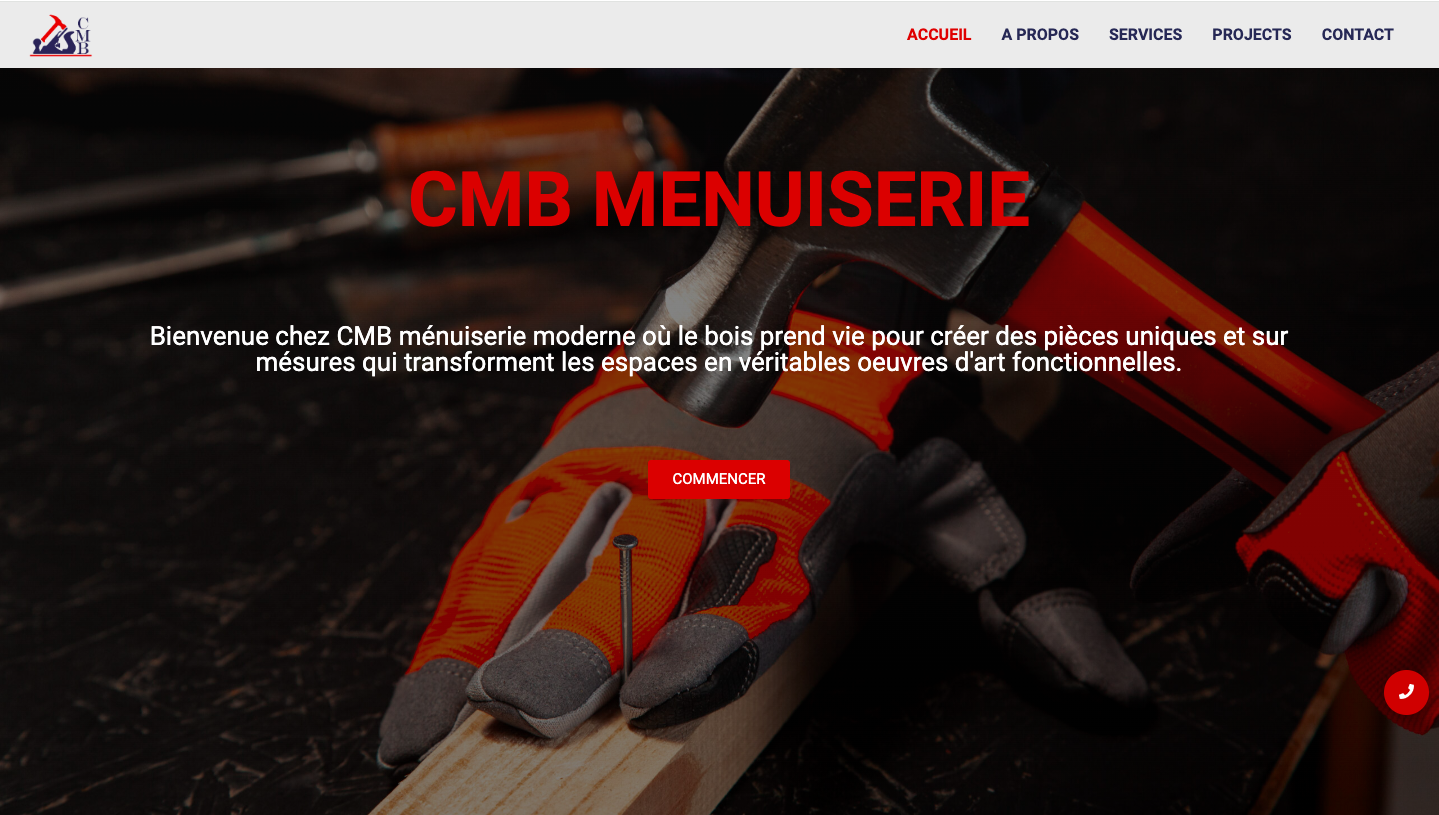 C
M
B
ACCUEIL A PROPOS SERVICES PROJECTS CONTACT
CMB MENUISERIE
Bienvenue chez CMB ménuiserie moderne où le bois prend vie pour créer des pièces uniques et sur
mésures qui transforment les espaces en véritables oeuvres d'art fonctionnelles.
COMMENCER